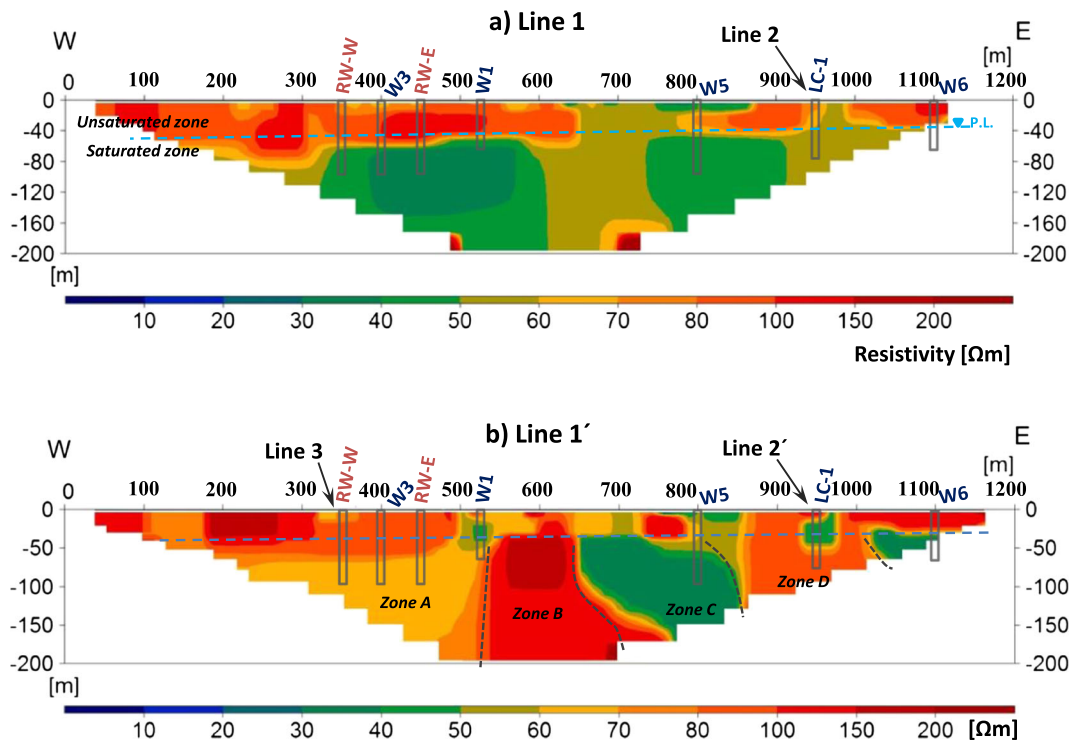 a) Line 1
W
E
RW-W
W3
RW-E
W1
Line 2
W5
LC-1
W6
[m]
0 100 200 300 400 500 600 700 800 900 1000 1100 1200
0
-40
-80
-120
-160
-200
[m]
Unsaturated zone
Saturated zone
P.L.
0
-40
-80
-120
-160
-200
10 20 30 40 50 60 70 80 100 150 200
Resistivity [Ωm]
b) Line 1´
W
E
Line 3
RW-W
W3
RW-E
W1
Line 2´
W5
LC-1
W6
[m]
0 100 200 300 400 500 600 700 800 900 1000 1100 1200
0
-50
-100
-150
-200
[m]
Zone A
Zone B
Zone C
Zone D
0
-50
-100
-150
-200
10 20 30 40 50 60 70 80 100 150 200 [Ωm]